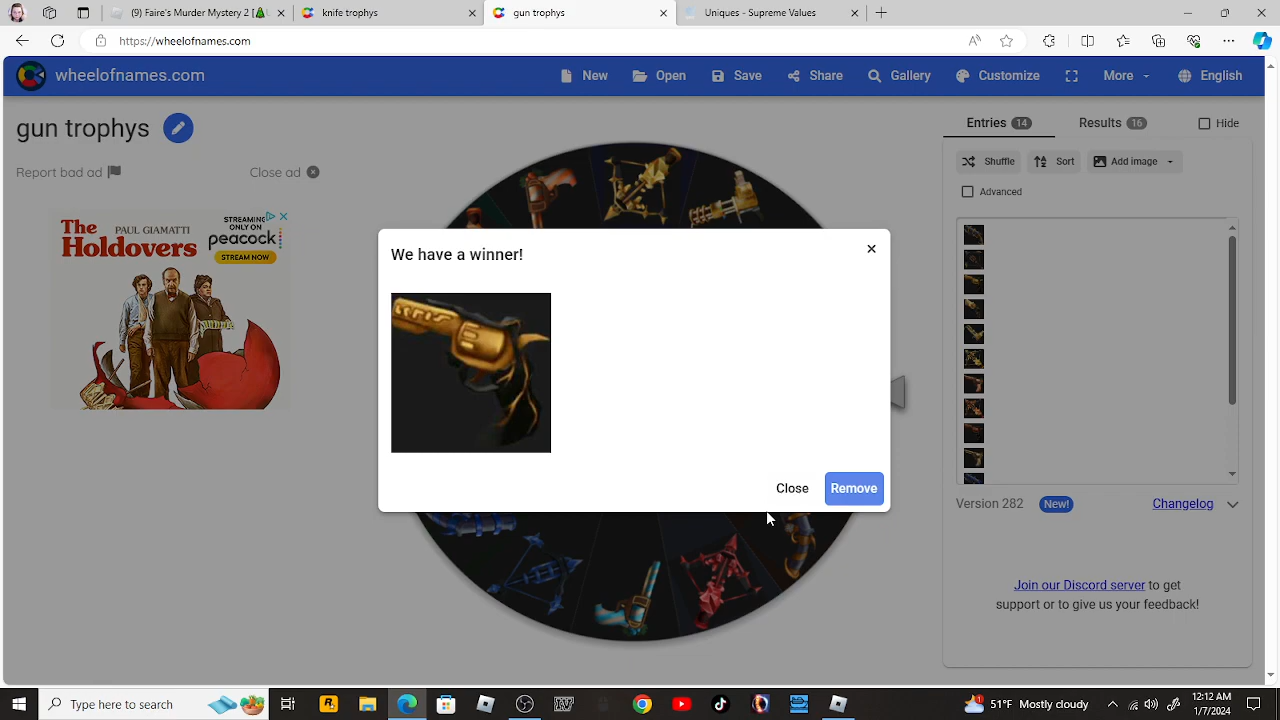 (9) Fair's Murder Mystery 2 [
knife trophys
gun trophys
Uniques - Supreme Values
https://wheelofnames.com
wheelofnames.com
New
Open
Save
Share
Gallery
Customize
More
English
gun trophys
Entries 14
Results 16
Hide
Report bad ad
Close ad
Shuffle
Sort
Add image
Advanced
The Holdovers
PAUL GIAMATTI
STREAMING
ONLY ON
peacock
STREAM NOW
We have a winner!
Close
Remove
Version 282
New!
Changelog
Join our Discord server to get
support or to give us your feedback!
Type here to search
51°F Mostly cloudy
12:12 AM
1/7/2024